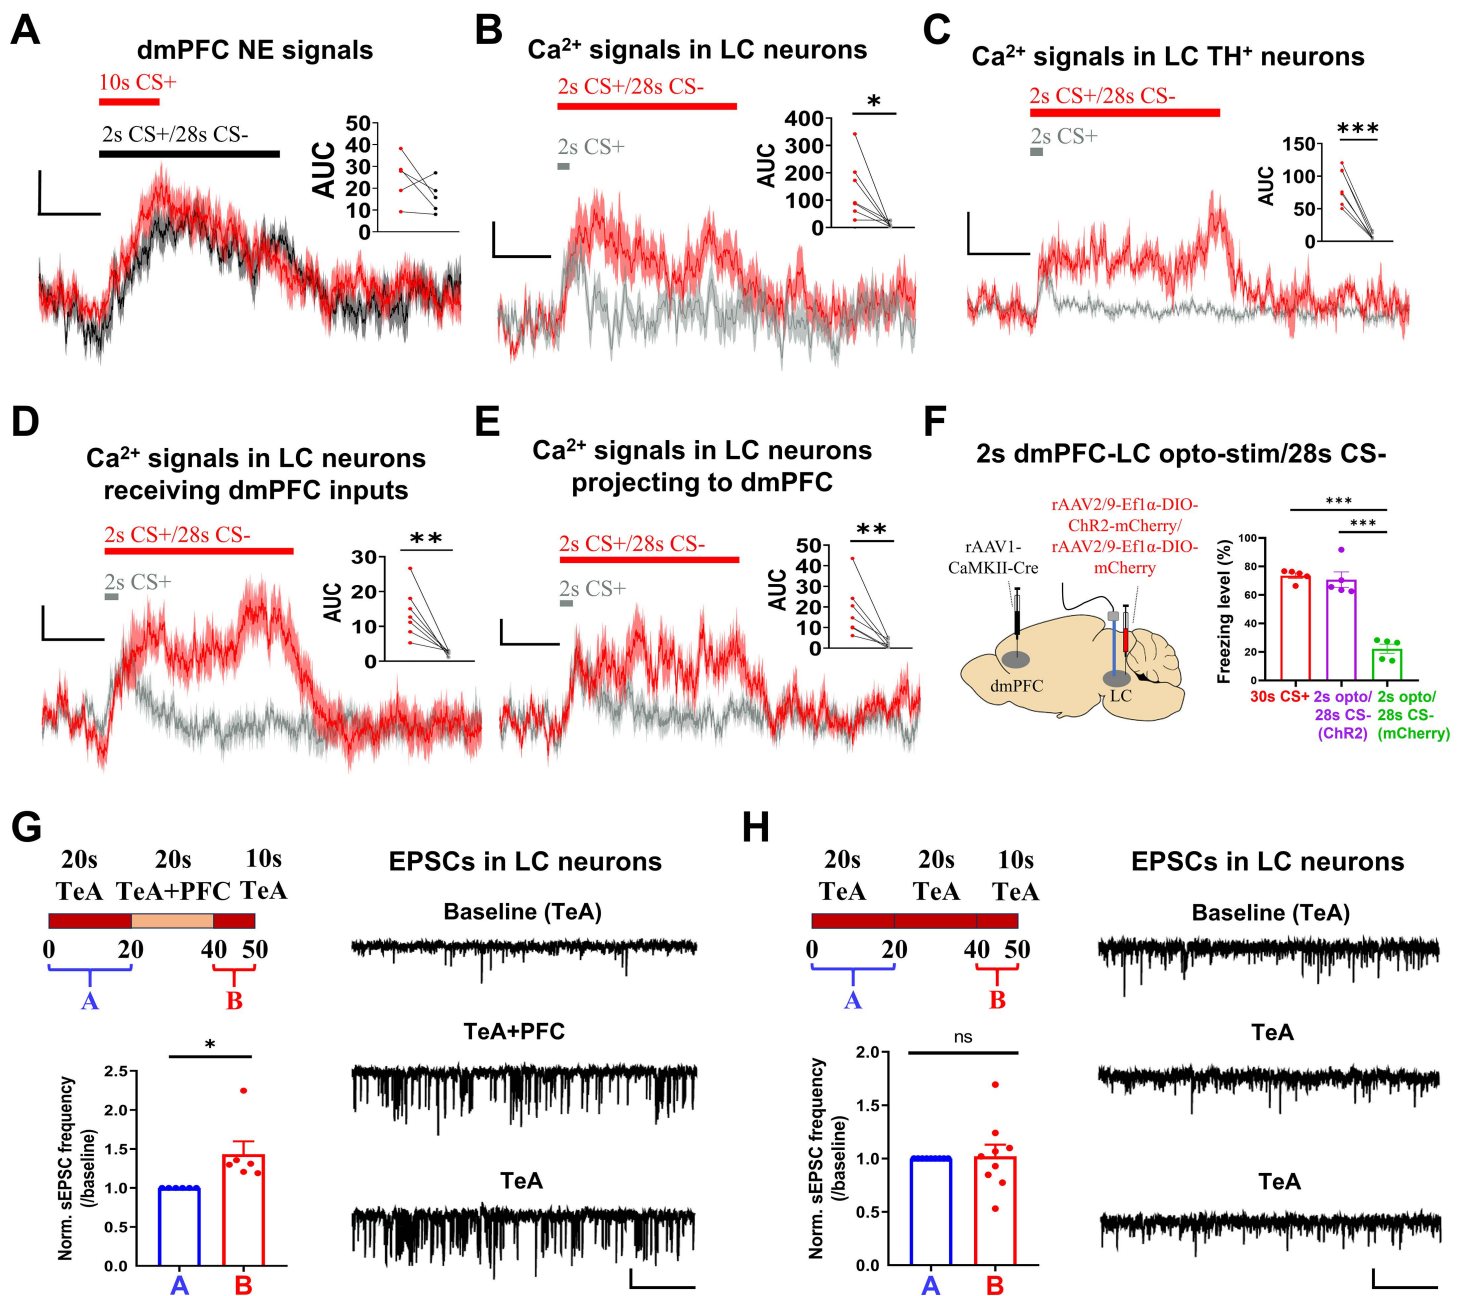 A
dmPFC NE signals
10s CS+
2s CS+/28s CS-
AUC
50
40
30
20
10
0
B
Ca²⁺ signals in LC neurons
2s CS+/28s CS-
2s CS+
AUC
400
300
200
100
0
*
C
Ca²⁺ signals in LC TH⁺ neurons
2s CS+/28s CS-
2s CS+
AUC
150
100
50
0
***
D
Ca²⁺ signals in LC neurons
receiving dmPFC inputs
2s CS+/28s CS-
2s CS+
AUC
30
20
10
0
**
E
Ca²⁺ signals in LC neurons
projecting to dmPFC
2s CS+/28s CS-
2s CS+
AUC
50
40
30
20
10
0
**
F
2s dmPFC-LC opto-stim/28s CS-
rAAV2/9-Ef1α-DIO-
ChR2-mCherry/
rAAV2/9-Ef1α-DIO-
mCherry
rAAV1-
CaMKII-Cre
dmPFC
LC
Freezing level (%)
100
80
60
40
20
0
***
***
30s CS+
2s opto/
28s CS-
(ChR2)
2s opto/
28s CS-
(mCherry)
G
20s
TeA
20s
TeA+PFC
10s
TeA
0
20
40
50
A
B
EPSCs in LC neurons
Baseline (TeA)
TeA+PFC
TeA
Norm. sEPSC frequency
(/baseline)
2.5
2.0
1.5
1.0
0.5
0.0
*
A
B
H
20s
TeA
20s
TeA
10s
TeA
0
20
40
50
A
B
EPSCs in LC neurons
Baseline (TeA)
TeA
TeA
Norm. sEPSC frequency
(/baseline)
2.0
1.5
1.0
0.5
0.0
ns
A
B